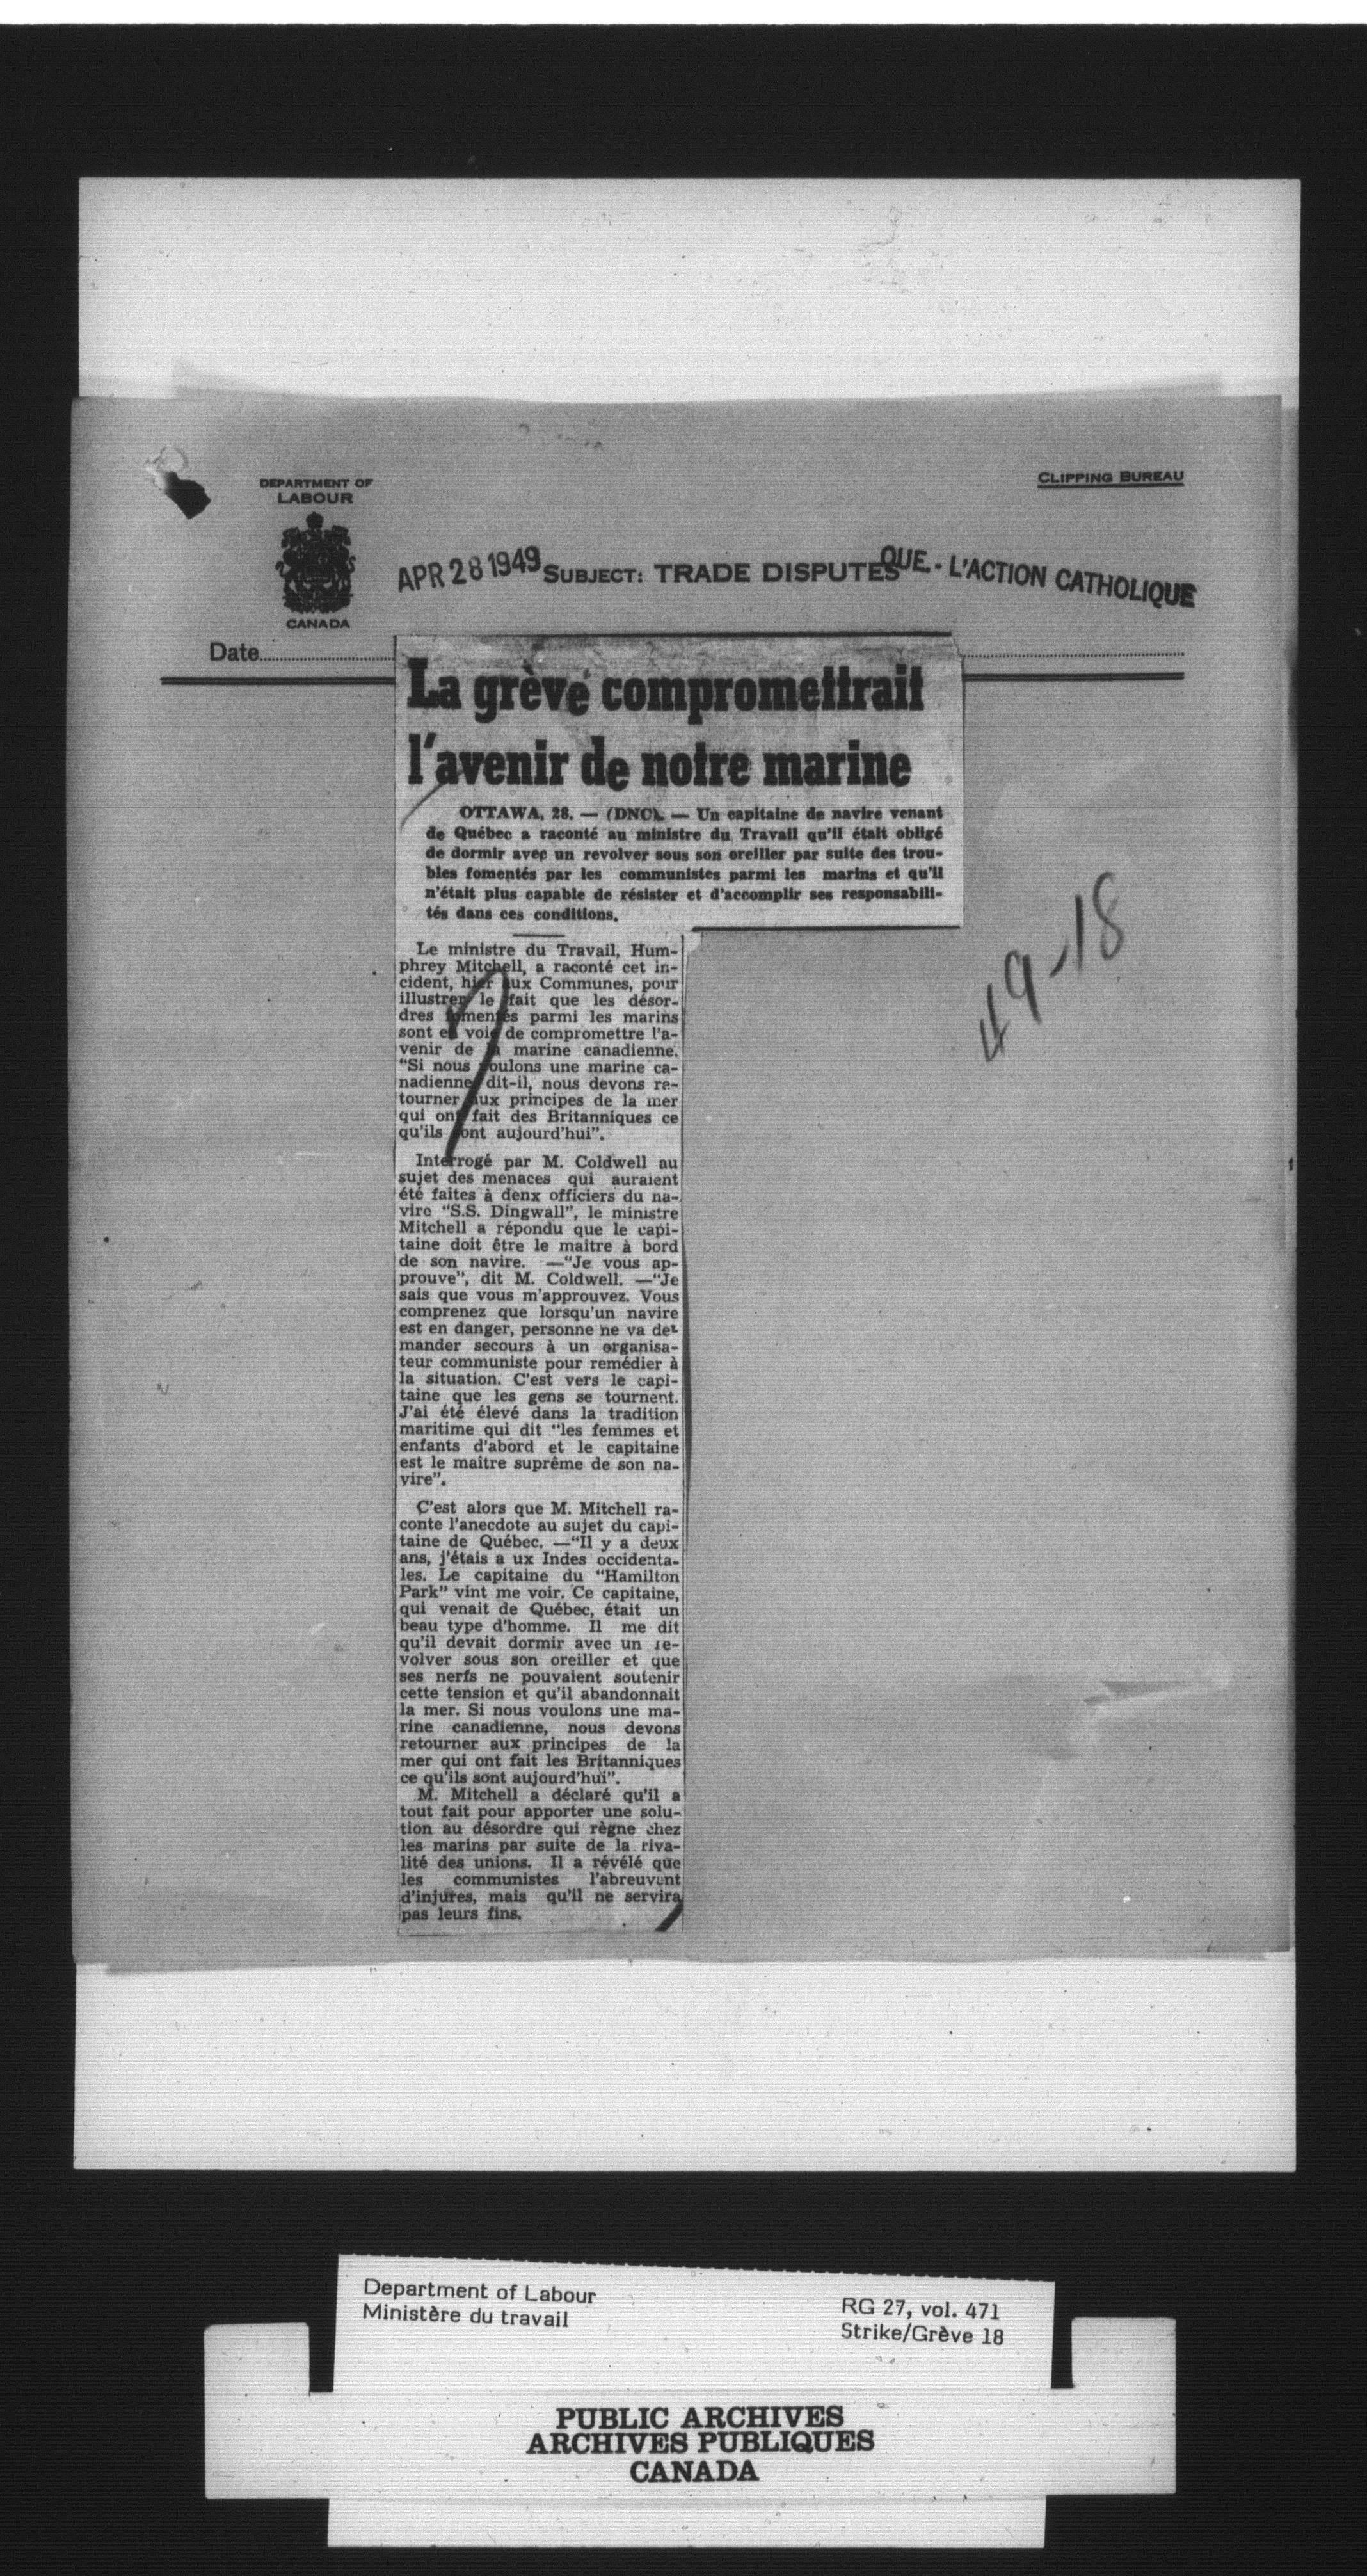 DEPARTMENT OF
LABOUR
CANADA
CLIPPING BUREAU
APR 28 1949 SUBJECT: TRADE DISPUTES QUE.- L'ACTION CATHOLIQUE
Date
La grève compromettrait
l'avenir de notre marine
OTTAWA, 28. — (DNC). — Un capitaine de navire venant
de Québec a raconté au ministre du Travail qu'il était obligé
de dormir avec un revolver sous son oreiller par suite des trou-
bles fomentés par les communistes parmi les marins et qu'il
n'était plus capable de résister et d'accomplir ses responsabili-
tés dans ces conditions.
49-18
Le ministre du Travail, Hum-
phrey Mitchell, a raconté cet in-
cident, hier aux Communes, pour
illustrer le fait que les désor-
dres fomentés parmi les marins
sont en voie de compromettre l'a-
venir de la marine canadienne.
"Si nous voulons une marine ca-
nadienne, dit-il, nous devons re-
tourner aux principes de la mer
qui ont fait des Britanniques ce
qu'ils sont aujourd'hui".
Interrogé par M. Coldwell au
sujet des menaces qui auraient
été faites à denx officiers du na-
vire "S.S. Dingwall", le ministre
Mitchell a répondu que le capi-
taine doit être le maître à bord
de son navire. —"Je vous ap-
prouve", dit M. Coldwell. —"Je
sais que vous m'approuvez. Vous
comprenez que lorsqu'un navire
est en danger, personne ne va de-
mander secours à un organisa-
teur communiste pour remédier à
la situation. C'est vers le capi-
taine que les gens se tournent.
J'ai été élevé dans la tradition
maritime qui dit "les femmes et
enfants d'abord et le capitaine
est le maître suprême de son na-
vire".
C'est alors que M. Mitchell ra-
conte l'anecdote au sujet du capi-
taine de Québec. —"Il y a deux
ans, j'étais a ux Indes occidenta-
les. Le capitaine du "Hamilton
Park" vint me voir. Ce capitaine,
qui venait de Québec, était un
beau type d'homme. Il me dit
qu'il devait dormir avec un re-
volver sous son oreiller et que
ses nerfs ne pouvaient soutenir
cette tension et qu'il abandonnait
la mer. Si nous voulons une ma-
rine canadienne, nous devons
retourner aux principes de la
mer qui ont fait les Britanniques
ce qu'ils sont aujourd'hui".
M. Mitchell a déclaré qu'il a
tout fait pour apporter une solu-
tion au désordre qui règne chez
les marins par suite de la riva-
lité des unions. Il a révélé que
les communistes l'abreuvent
d'injures, mais qu'il ne servira
pas leurs fins.
Department of Labour
Ministère du travail
RG 27, vol. 471
Strike/Grève 18
PUBLIC ARCHIVES
ARCHIVES PUBLIQUES
CANADA